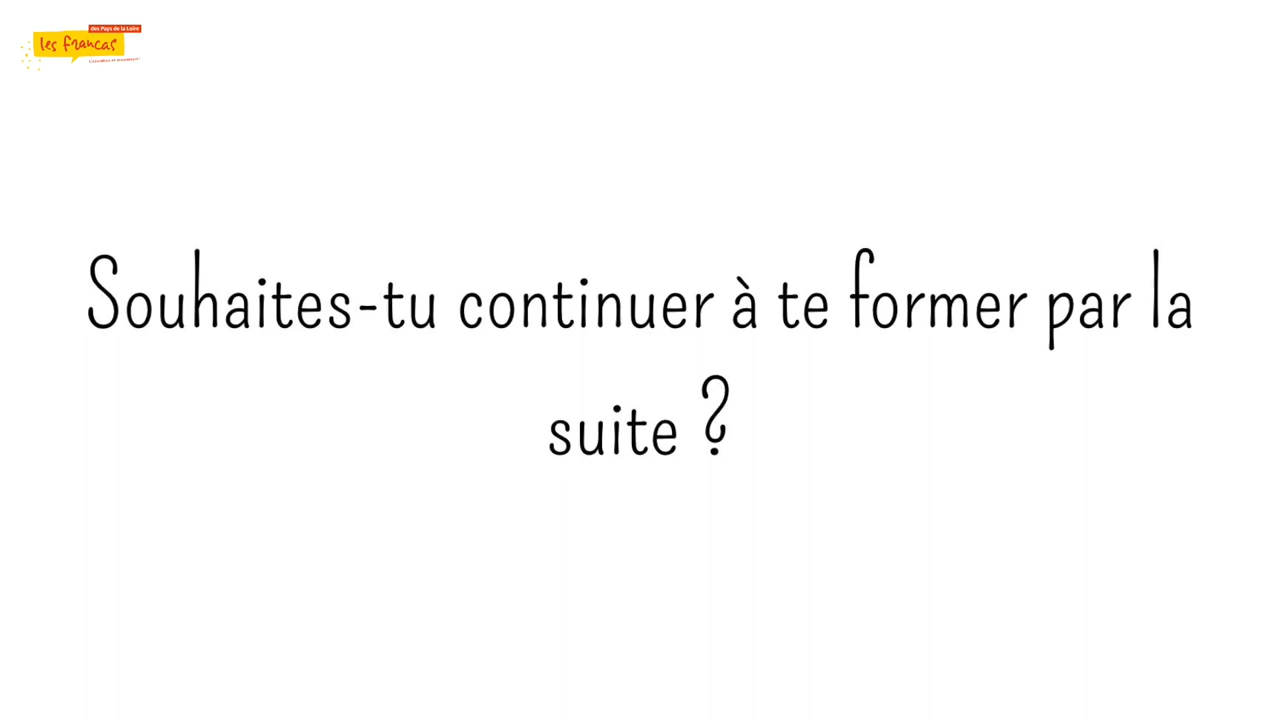 des Pays de la Loire
les francas
Souhaites-tu continuer à te former par la
suite ?